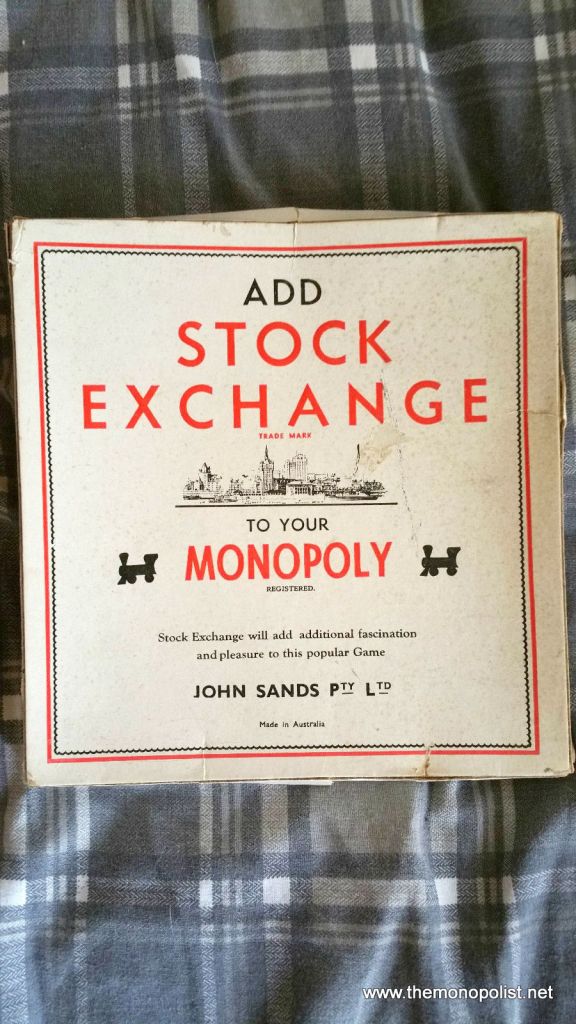 ADD
STOCK
EXCHANGE
TRADE MARK
TO YOUR
MONOPOLY
REGISTERED.
Stock Exchange will add additional fascination
and pleasure to this popular Game
JOHN SANDS PTY LTD
Made in Australia
www.themonopolist.net